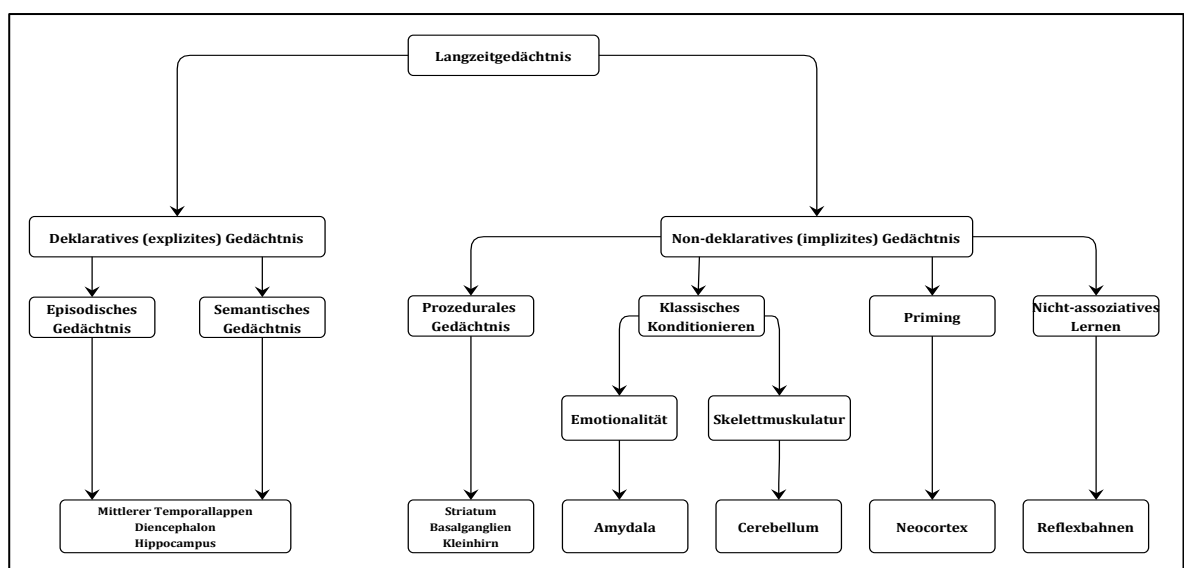 Langzeitgedächtnis
Deklaratives (explizites) Gedächtnis
Non-deklaratives (implizites) Gedächtnis
Episodisches
Gedächtnis
Semantisches
Gedächtnis
Prozedurales
Gedächtnis
Klassisches
Konditionieren
Priming
Nicht-assoziatives
Lernen
Emotionalität
Skelettmuskulatur
Mittlerer Temporallappen
Diencephalon
Hippocampus
Striatum
Basalganglien
Kleinhirn
Amydala
Cerebellum
Neocortex
Reflexbahnen